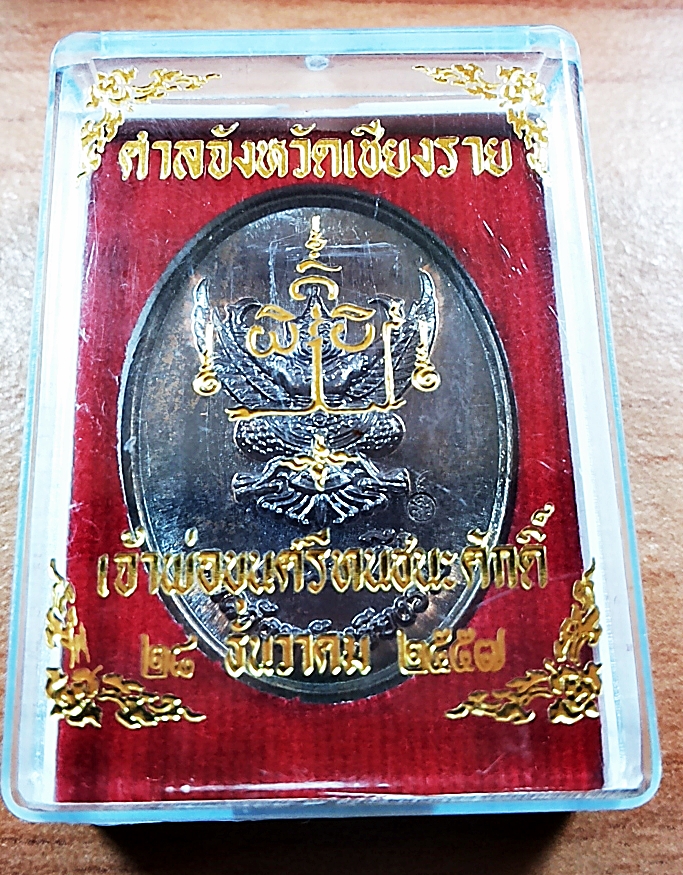 ศาลจังหวัดเชียงราย
เจ้าพ่อขุนศรีทนชนะศักดิ์
๒๘ ธันวาคม ๒๕๕๗